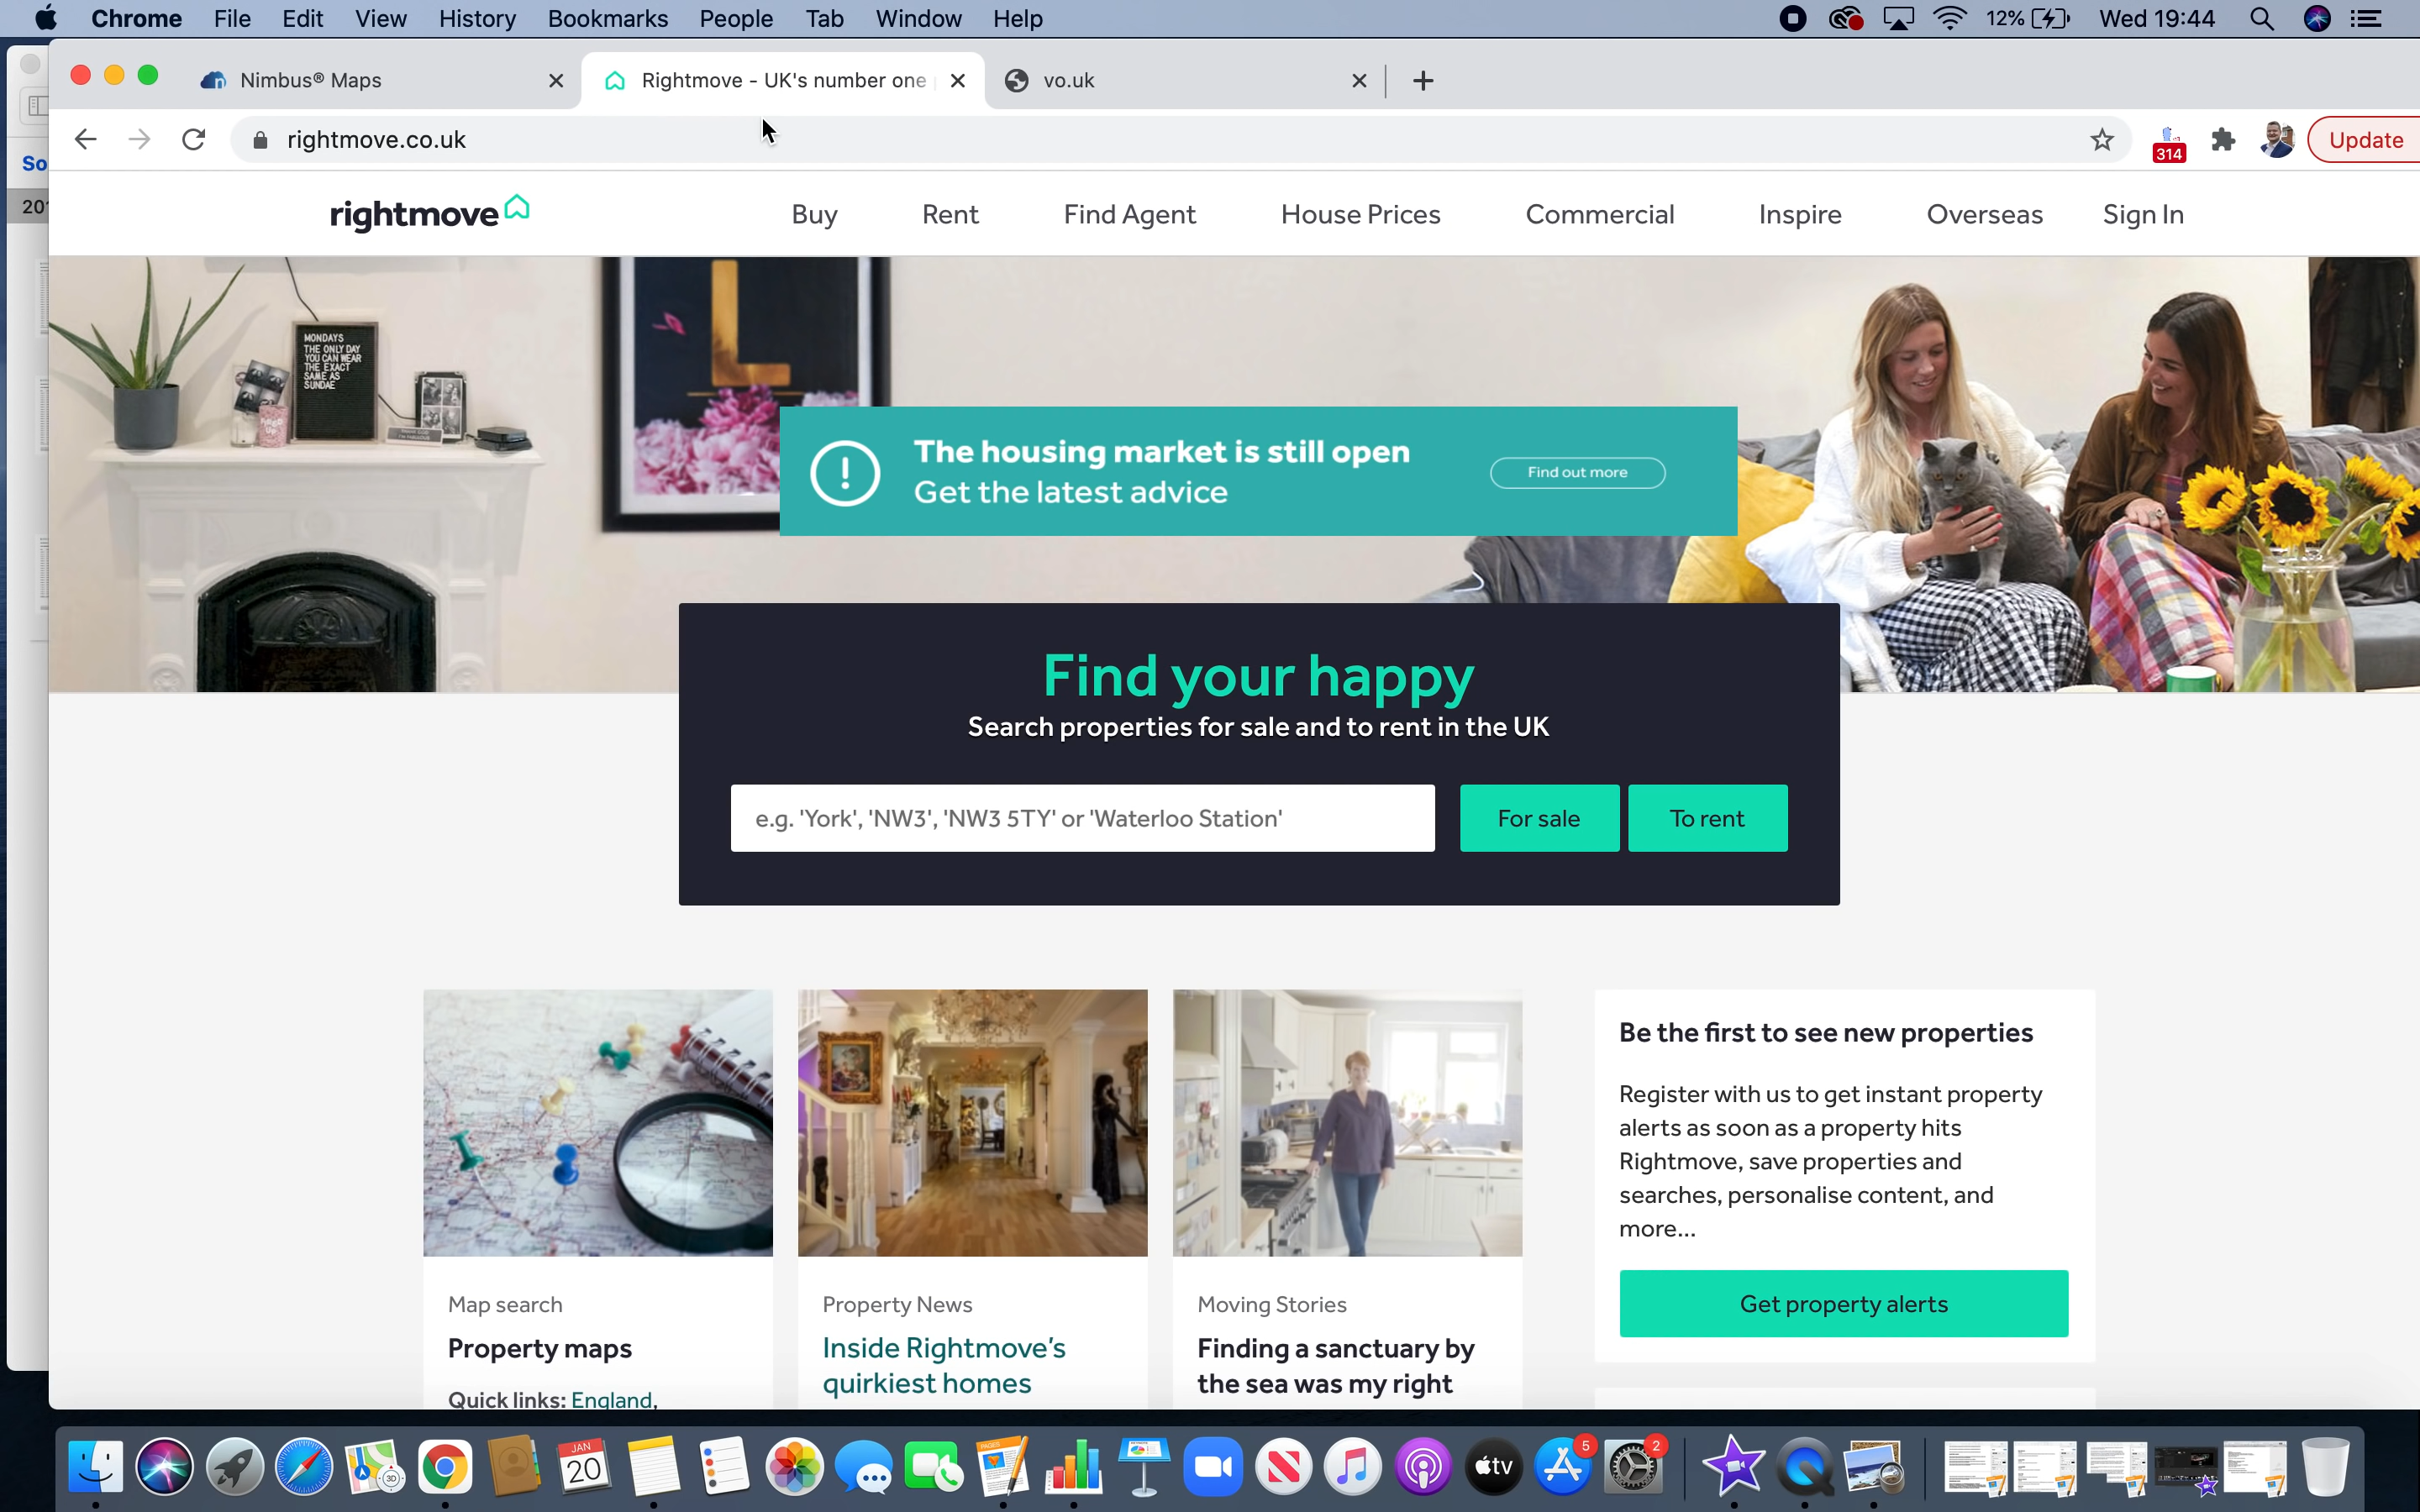 Chrome File Edit View History Bookmarks People Tab Window Help
12% Wed 19:44
Nimbus® Maps
Rightmove - UK's number one
vo.uk
So
201
rightmove.co.uk
314
Update
rightmove
Buy Rent Find Agent House Prices Commercial Inspire Overseas Sign In
MONDAYS
THE ONLY DAY
YOU CAN WEAR
THE EXACT
SAME AS
SUNDAE
L
The housing market is still open
Get the latest advice
Find out more
Find your happy
Search properties for sale and to rent in the UK
e.g. 'York', 'NW3', 'NW3 5TY' or 'Waterloo Station'
For sale
To rent
Map search
Property maps
Quick links: England,
Property News
Inside Rightmove's
quirkiest homes
Moving Stories
Finding a sanctuary by
the sea was my right
Be the first to see new properties
Register with us to get instant property
alerts as soon as a property hits
Rightmove, save properties and
searches, personalise content, and
more...
Get property alerts
3D
JAN
20
PAGES
tv
5
2